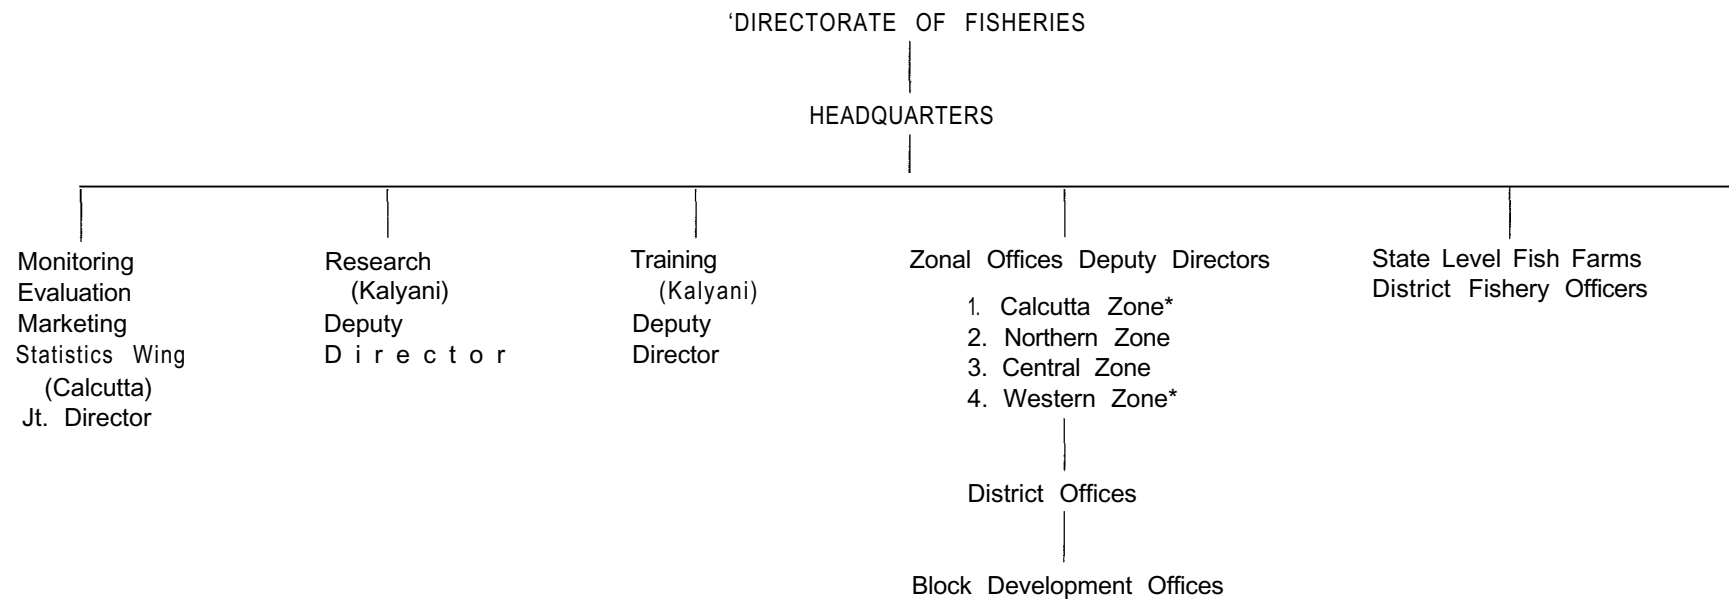 ‘DIRECTORATE OF FISHERIES
HEADQUARTERS
Monitoring
Evaluation
Marketing
Statistics Wing
(Calcutta)
Jt. Director
Research
(Kalyani)
Deputy
Director
Training
(Kalyani)
Deputy
Director
Zonal Offices Deputy Directors
1. Calcutta Zone*
2. Northern Zone
3. Central Zone
4. Western Zone*
District Offices
Block Development Offices
State Level Fish Farms
District Fishery Officers